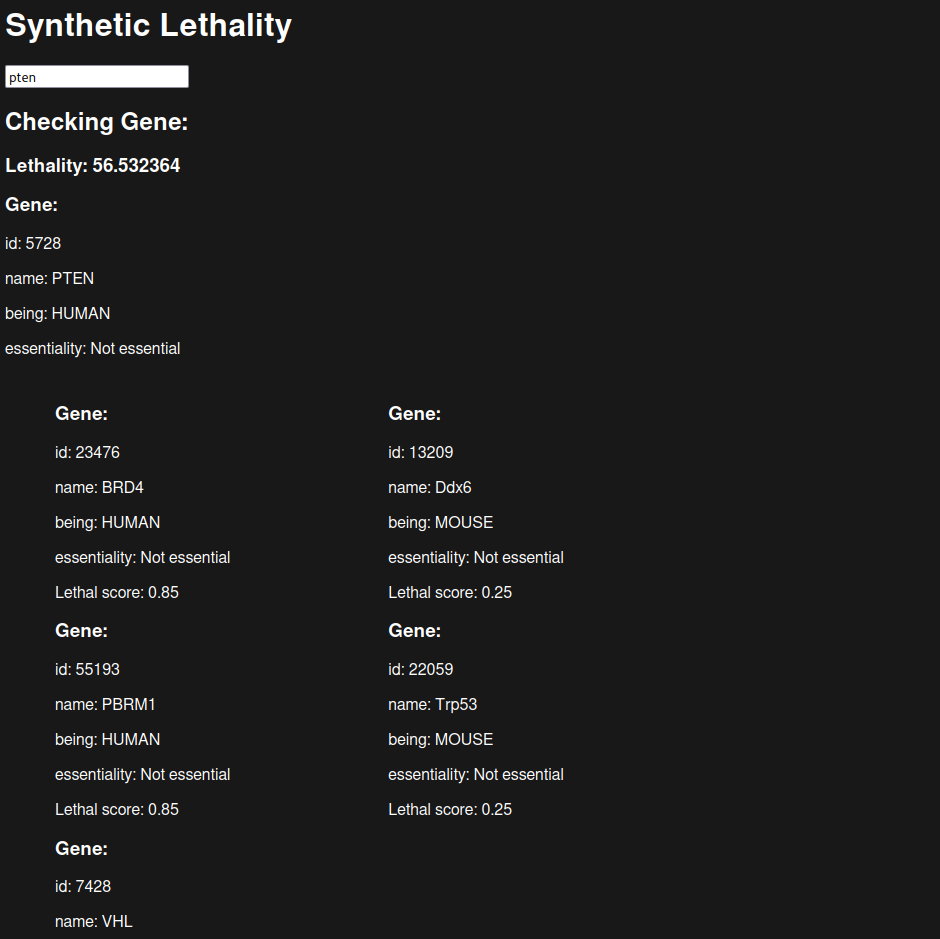 Synthetic Lethality
pten
Checking Gene:
Lethality: 56.532364
Gene:
id: 5728
name: PTEN
being: HUMAN
essentiality: Not essential
Gene:
id: 23476
name: BRD4
being: HUMAN
essentiality: Not essential
Lethal score: 0.85
Gene:
id: 13209
name: Ddx6
being: MOUSE
essentiality: Not essential
Lethal score: 0.25
Gene:
id: 55193
name: PBRM1
being: HUMAN
essentiality: Not essential
Lethal score: 0.85
Gene:
id: 22059
name: Trp53
being: MOUSE
essentiality: Not essential
Lethal score: 0.25
Gene:
id: 7428
name: VHL